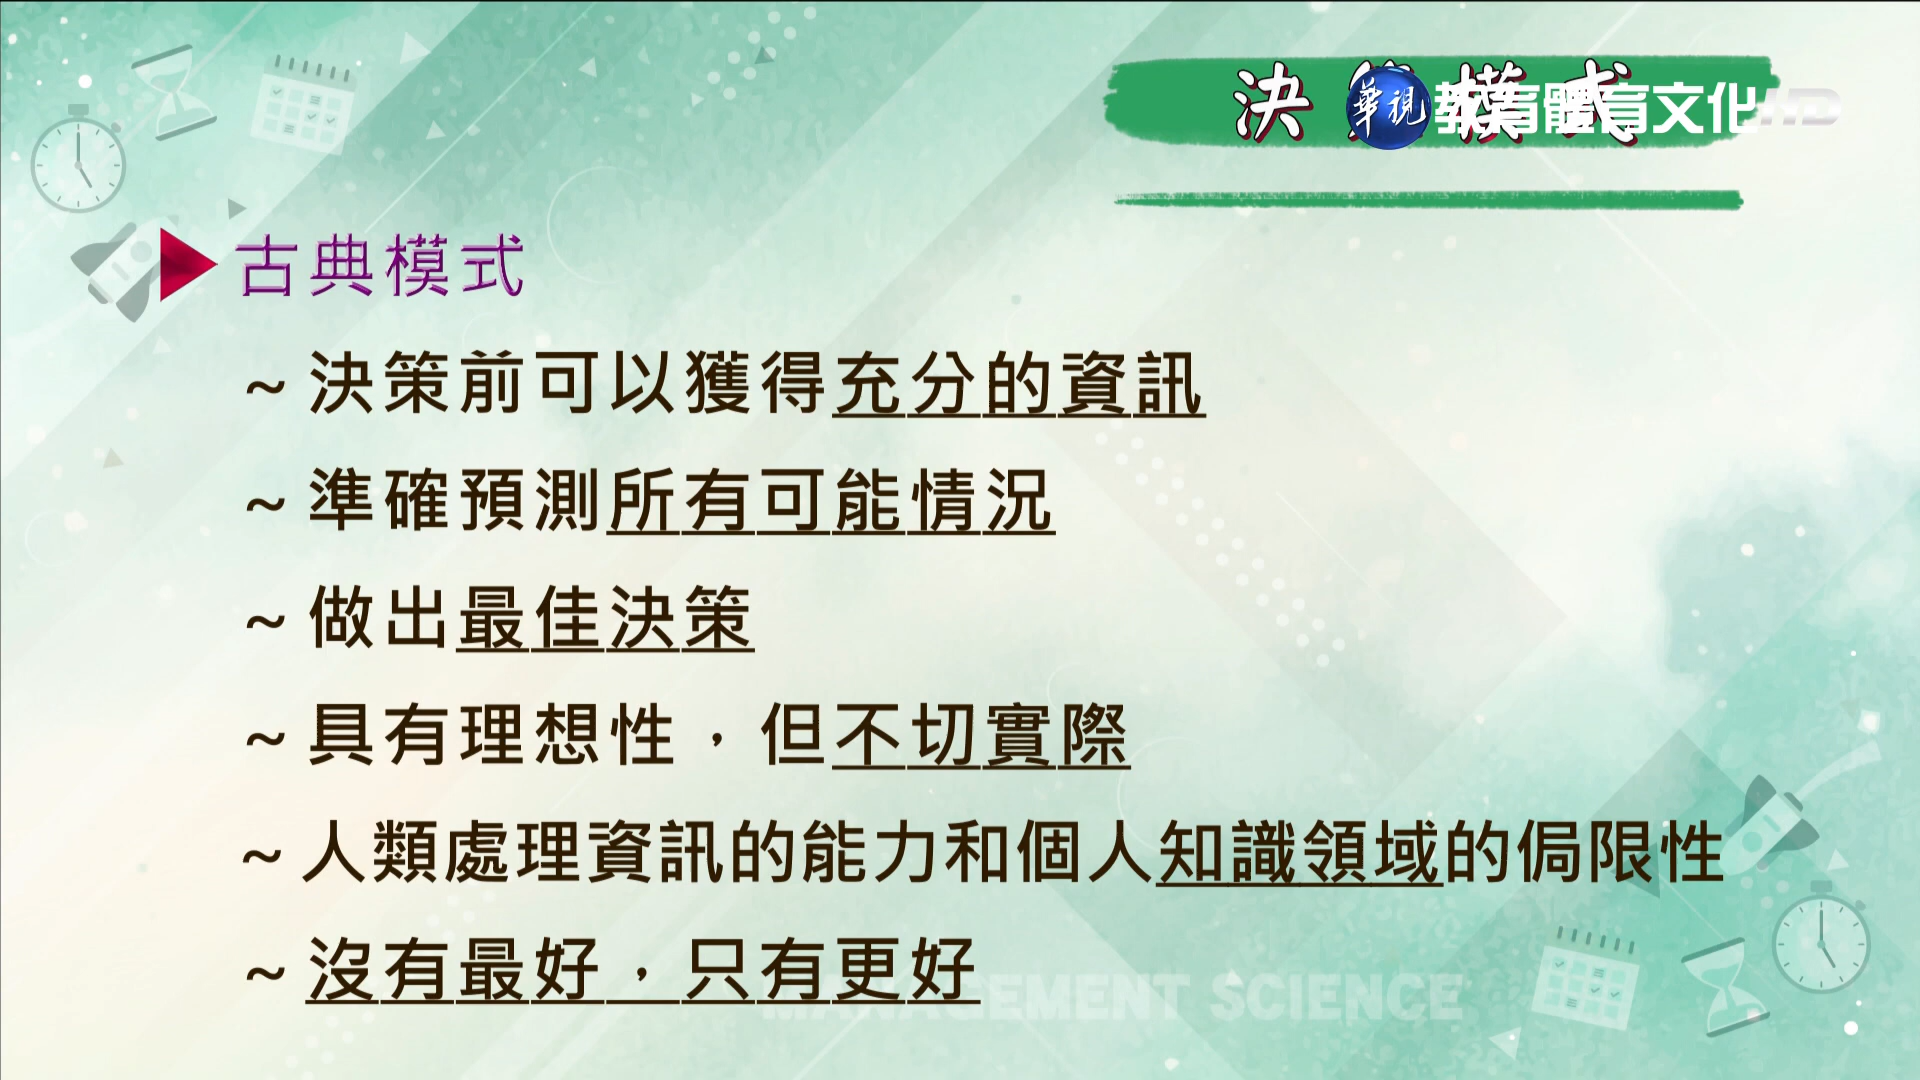 決策模式
華視 教育體育文化 HD
古典模式
~ 決策前可以獲得充分的資訊
~ 準確預測所有可能情況
~ 做出最佳決策
~ 具有理想性，但不切實際
~ 人類處理資訊的能力和個人知識領域的侷限性
~ 沒有最好，只有更好
MANAGEMENT SCIENCE